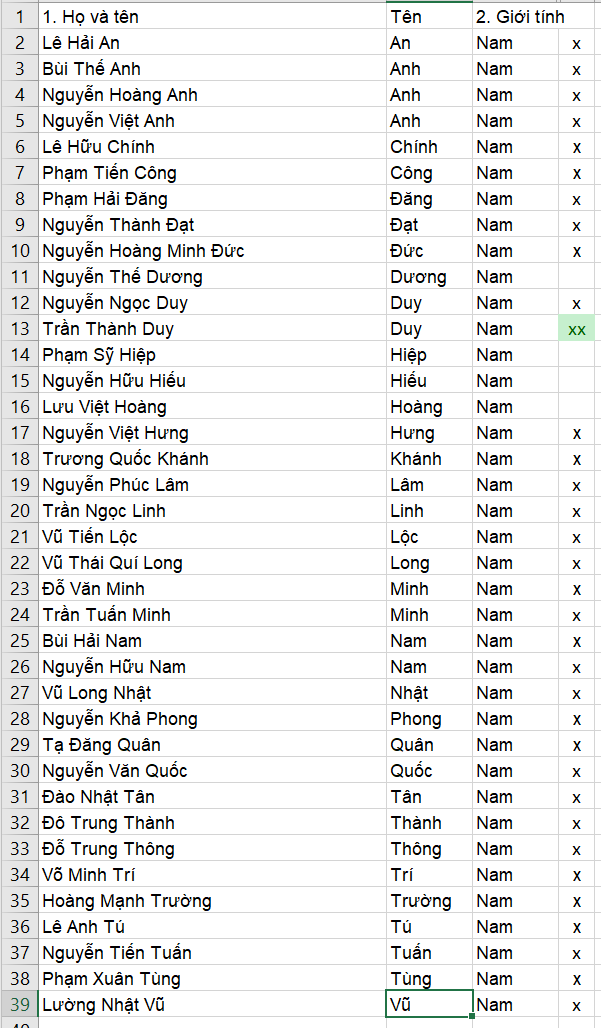 1 1. Họ và tên Tên 2. Giới tính
2 Lê Hải An An Nam x
3 Bùi Thế Anh Anh Nam x
4 Nguyễn Hoàng Anh Anh Nam x
5 Nguyễn Việt Anh Anh Nam x
6 Lê Hữu Chính Chính Nam x
7 Phạm Tiến Công Công Nam x
8 Phạm Hải Đăng Đăng Nam x
9 Nguyễn Thành Đạt Đạt Nam x
10 Nguyễn Hoàng Minh Đức Đức Nam x
11 Nguyễn Thế Dương Dương Nam
12 Nguyễn Ngọc Duy Duy Nam x
13 Trần Thành Duy Duy Nam xx
14 Phạm Sỹ Hiệp Hiệp Nam
15 Nguyễn Hữu Hiếu Hiếu Nam
16 Lưu Việt Hoàng Hoàng Nam
17 Nguyễn Việt Hưng Hưng Nam x
18 Trương Quốc Khánh Khánh Nam x
19 Nguyễn Phúc Lâm Lâm Nam x
20 Trần Ngọc Linh Linh Nam x
21 Vũ Tiến Lộc Lộc Nam x
22 Vũ Thái Quí Long Long Nam x
23 Đỗ Văn Minh Minh Nam x
24 Trần Tuấn Minh Minh Nam x
25 Bùi Hải Nam Nam Nam x
26 Nguyễn Hữu Nam Nam Nam x
27 Vũ Long Nhật Nhật Nam x
28 Nguyễn Khả Phong Phong Nam x
29 Tạ Đăng Quân Quân Nam x
30 Nguyễn Văn Quốc Quốc Nam x
31 Đào Nhật Tân Tân Nam x
32 Đô Trung Thành Thành Nam x
33 Đỗ Trung Thông Thông Nam x
34 Võ Minh Trí Trí Nam x
35 Hoàng Mạnh Trường Trường Nam x
36 Lê Anh Tú Tú Nam x
37 Nguyễn Tiến Tuấn Tuấn Nam x
38 Phạm Xuân Tùng Tùng Nam x
39 Lường Nhật Vũ Vũ Nam x